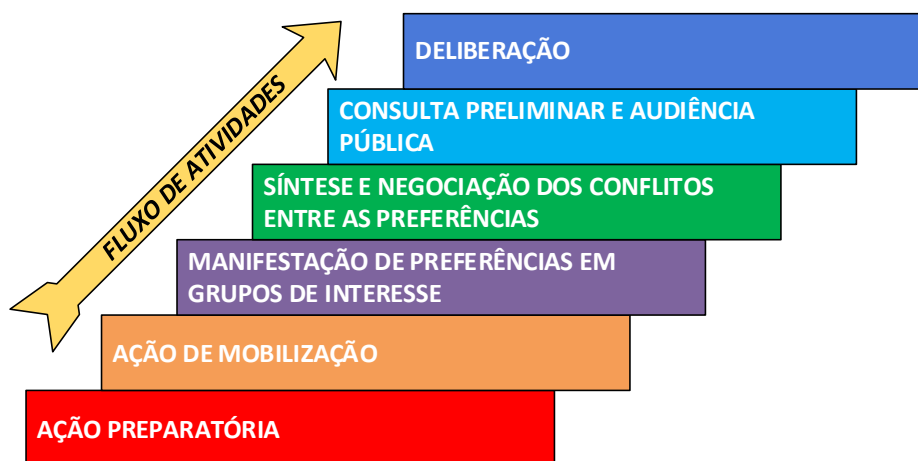 DELIBERAÇÃO
CONSULTA PRELIMINAR E AUDIÊNCIA
PÚBLICA
SÍNTESE E NEGOCIAÇÃO DOS CONFLITOS
ENTRE AS PREFERÊNCIAS
MANIFESTAÇÃO DE PREFERÊNCIAS EM
GRUPOS DE INTERESSE
AÇÃO DE MOBILIZAÇÃO
AÇÃO PREPARATÓRIA
FLUXO DE ATIVIDADES